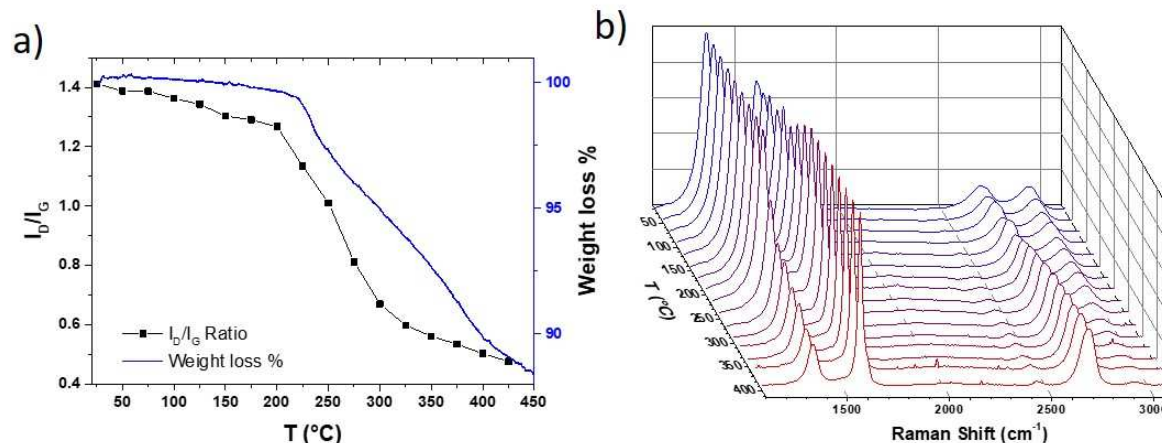 a)
1.4
1.2
1.0
0.8
0.6
0.4
I_D/I_G
I_D/I_G Ratio
Weight loss %
50 100 150 200 250 300 350 400 450
T (°C)
100
95
90
Weight loss %
b)
50
100
150
200
250
300
350
400
T (°C)
1500 2000 2500 3000
Raman Shift (cm⁻¹)